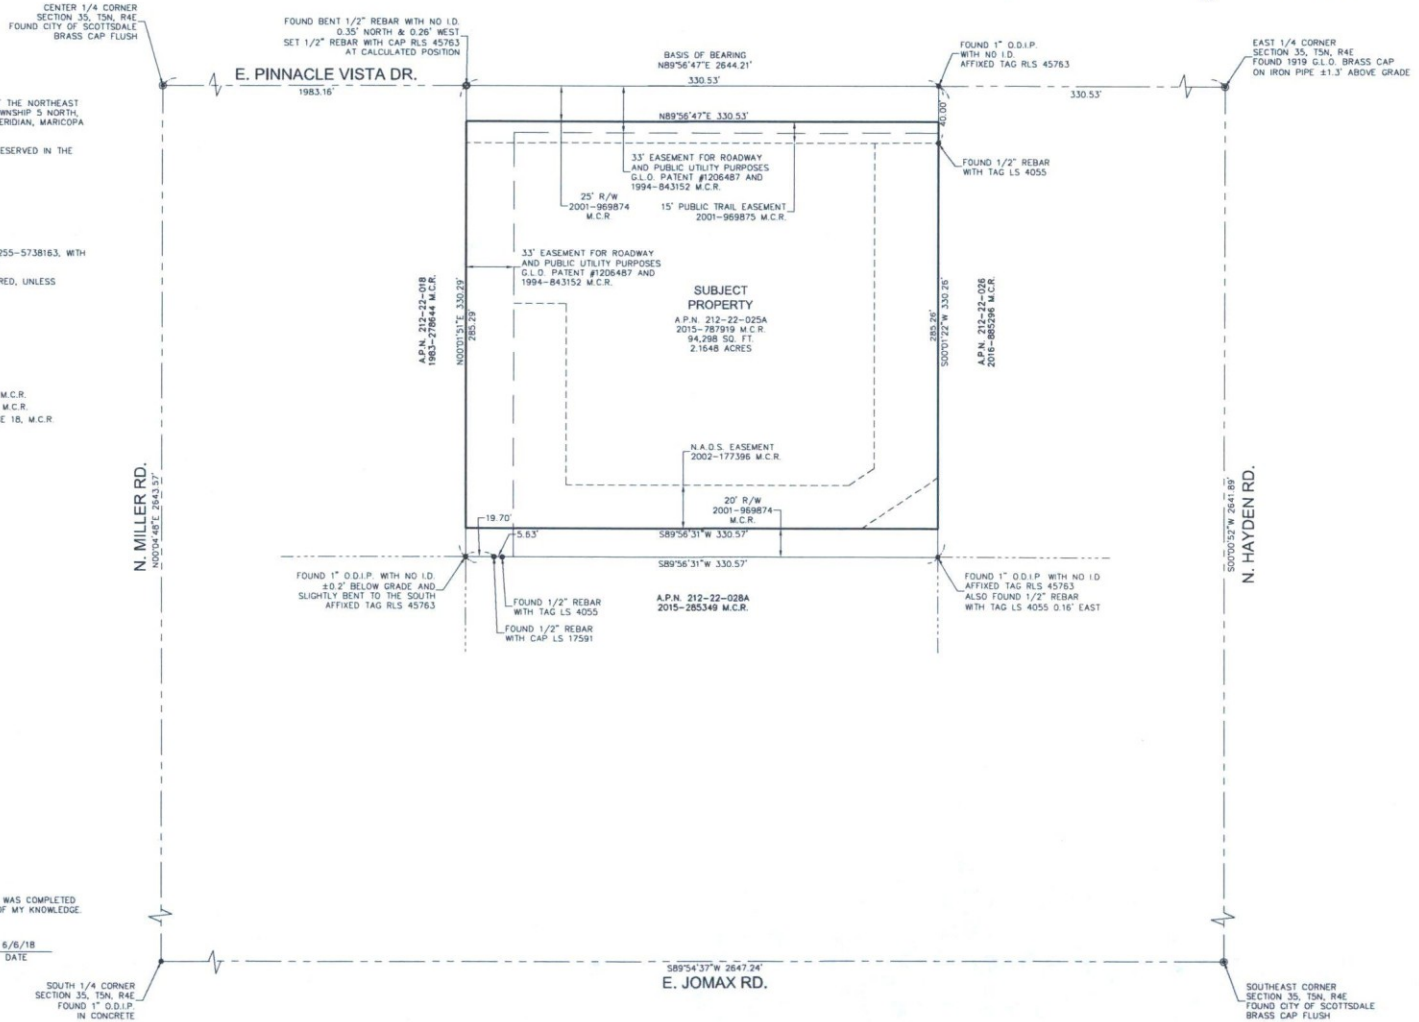 CENTER 1/4 CORNER
SECTION 35, T5N, R4E
FOUND CITY OF SCOTTSDALE
BRASS CAP FLUSH
FOUND BENT 1/2" REBAR WITH NO I.D.
0.35' NORTH & 0.26' WEST
SET 1/2" REBAR WITH CAP RLS 45763
AT CALCULATED POSITION
BASIS OF BEARING
N89°56'47"E 2644.21'
330.53'
FOUND 1" O.D.I.P.
WITH NO I.D.
AFFIXED TAG RLS 45763
EAST 1/4 CORNER
SECTION 35, T5N, R4E
FOUND 1919 G.L.O. BRASS CAP
ON IRON PIPE ±1.3' ABOVE GRADE
E. PINNACLE VISTA DR.
1983.16'
330.53'
40.00'
THE NORTHEAST
WNSHIP 5 NORTH,
ERIDIAN, MARICOPA
ESERVED IN THE
255-5738163, WITH
RED, UNLESS
M.C.R.
M.C.R.
E 18, M.C.R.
N89°56'47"E 330.53'
33' EASEMENT FOR ROADWAY
AND PUBLIC UTILITY PURPOSES
G.L.O. PATENT #1206487 AND
1994-843152 M.C.R.
FOUND 1/2" REBAR
WITH TAG LS 4055
25' R/W
2001-969874
M.C.R.
15' PUBLIC TRAIL EASEMENT
2001-969875 M.C.R.
33' EASEMENT FOR ROADWAY
AND PUBLIC UTILITY PURPOSES
G.L.O. PATENT #1206487 AND
1994-843152 M.C.R.
A.P.N. 212-22-018
1983-278644 M.C.R.
N00°01'51"E 330.29'
285.29'
SUBJECT
PROPERTY
A.P.N. 212-22-025A
2015-787919 M.C.R.
94,298 SQ. FT.
2.1648 ACRES
285.26'
S00°01'22"W 330.26'
A.P.N. 212-22-026
2016-885296 M.C.R.
N.A.O.S. EASEMENT
2002-177396 M.C.R.
20' R/W
2001-969874
M.C.R.
N. MILLER RD.
N00°04'48"E 2643.57'
S00°00'52"W 2641.89'
N. HAYDEN RD.
19.70'
5.63'
S89°56'31"W 330.57'
S89°56'31"W 330.57'
FOUND 1" O.D.I.P. WITH NO I.D.
±0.2' BELOW GRADE AND
SLIGHTLY BENT TO THE SOUTH
AFFIXED TAG RLS 45763
FOUND 1/2" REBAR
WITH TAG LS 4055
FOUND 1/2" REBAR
WITH CAP LS 17591
A.P.N. 212-22-028A
2015-285349 M.C.R.
FOUND 1" O.D.I.P. WITH NO I.D
AFFIXED TAG RLS 45763
ALSO FOUND 1/2" REBAR
WITH TAG LS 4055 0.16' EAST
WAS COMPLETED
OF MY KNOWLEDGE.
6/6/18
DATE
SOUTH 1/4 CORNER
SECTION 35, T5N, R4E
FOUND 1" O.D.I.P.
IN CONCRETE
S89°54'37"W 2647.24'
E. JOMAX RD.
SOUTHEAST CORNER
SECTION 35, T5N, R4E
FOUND CITY OF SCOTTSDALE
BRASS CAP FLUSH